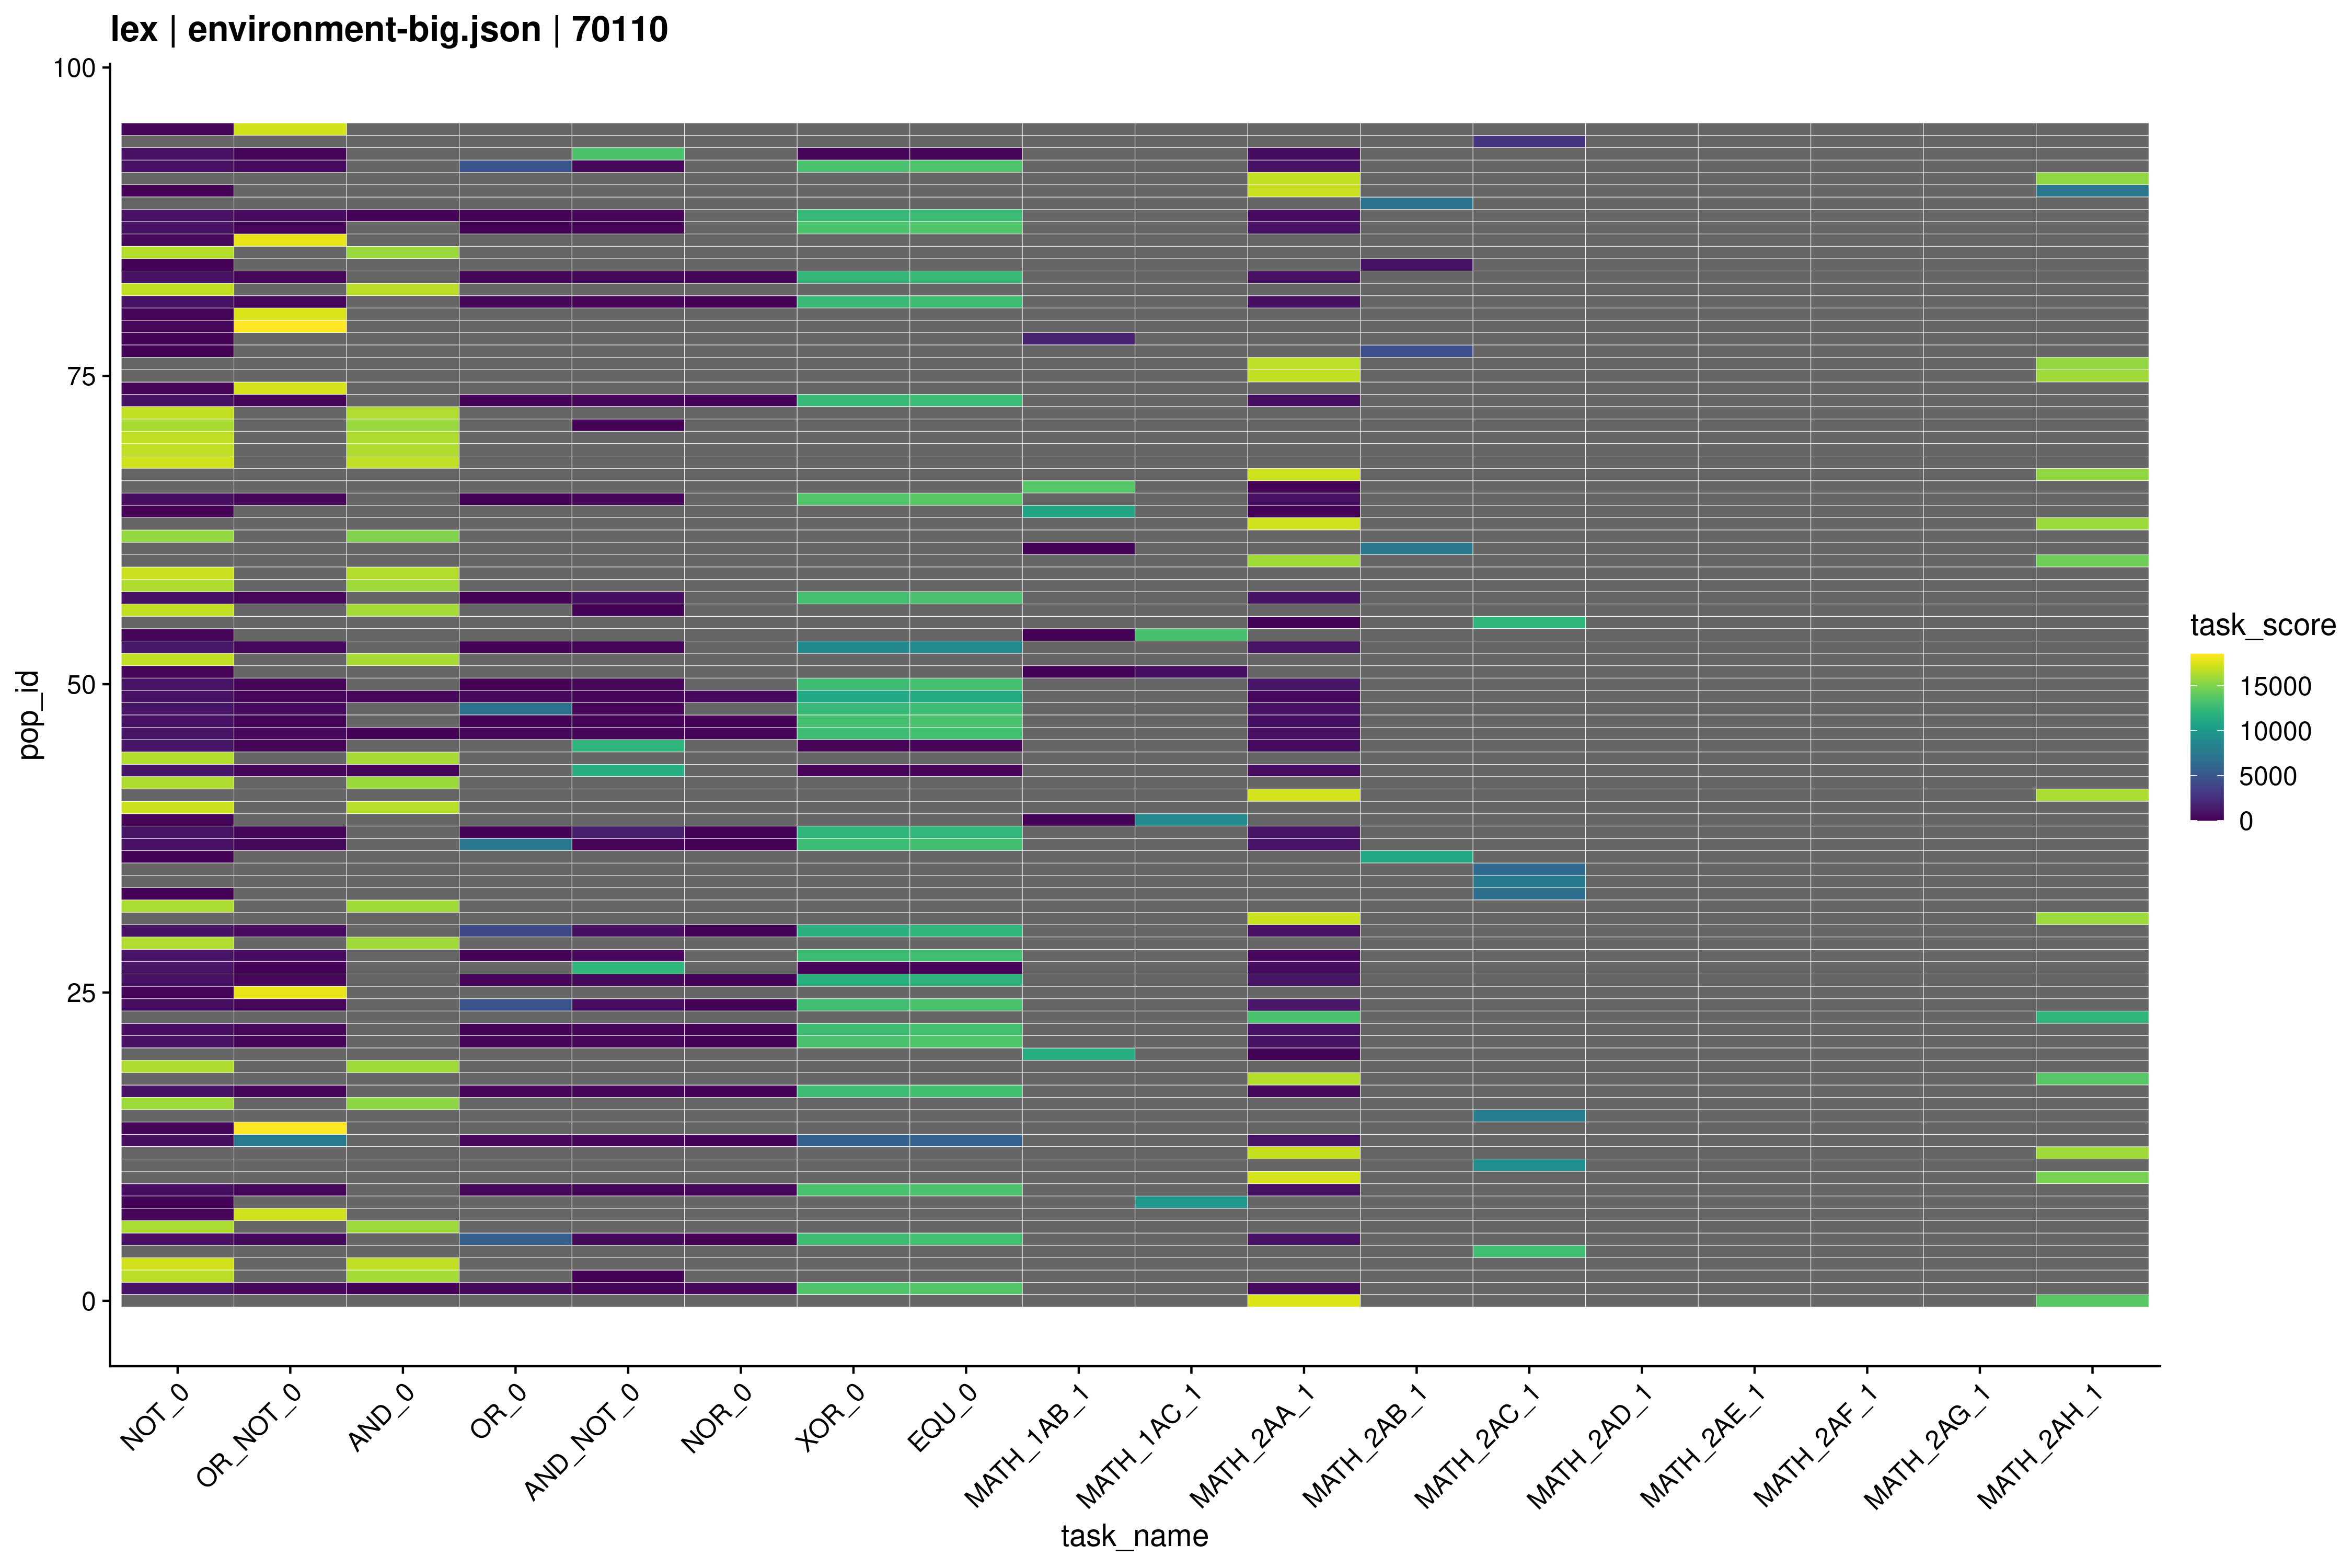 lex | environment-big.json | 70110
100
75
50
25
0
pop_id
NOT_0
OR_NOT_0
AND_0
OR_0
AND_NOT_0
NOR_0
XOR_0
EQU_0
MATH_1AB_1
MATH_1AC_1
MATH_2AA_1
MATH_2AB_1
MATH_2AC_1
MATH_2AD_1
MATH_2AE_1
MATH_2AF_1
MATH_2AG_1
MATH_2AH_1
task_name
task_score
15000
10000
5000
0